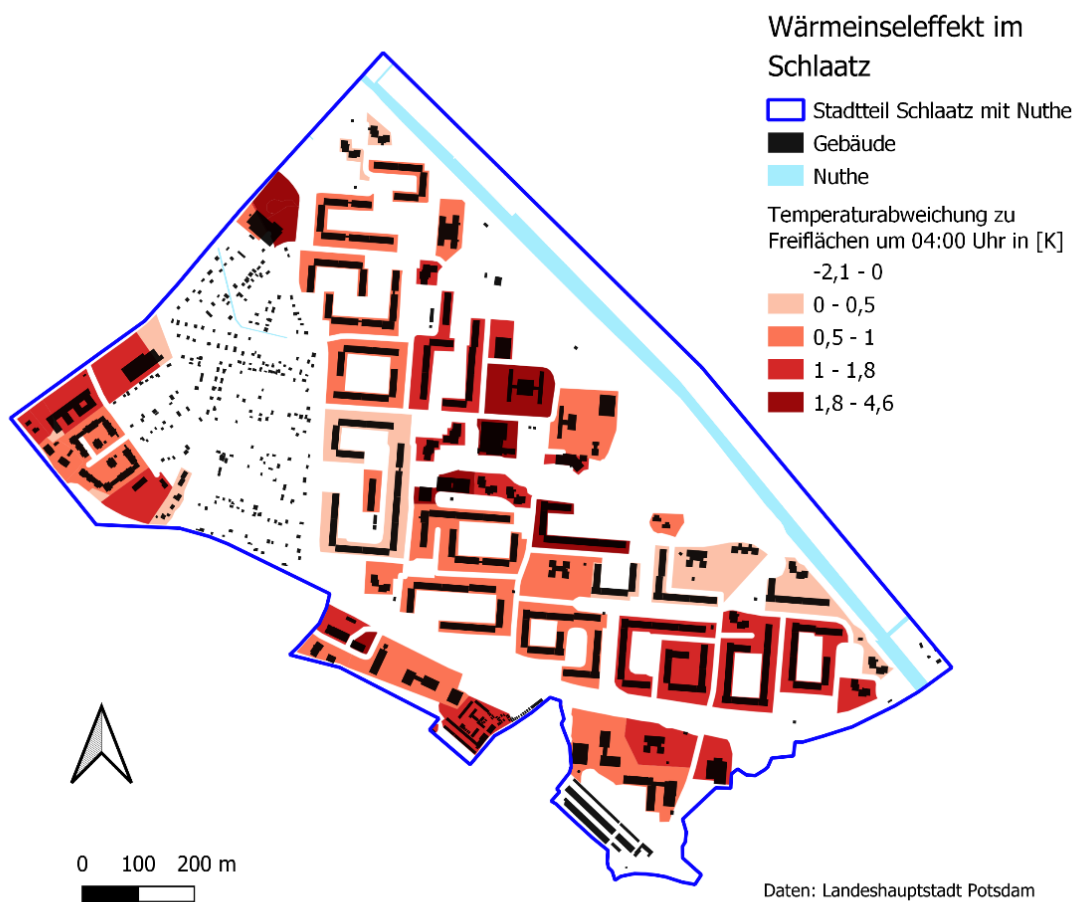 Wärmeinseleffekt im
Schlaatz
Stadtteil Schlaatz mit Nuthe
Gebäude
Nuthe
Temperaturabweichung zu
Freiflächen um 04:00 Uhr in [K]
-2,1 - 0
0 - 0,5
0,5 - 1
1 - 1,8
1,8 - 4,6
0 100 200 m
Daten: Landeshauptstadt Potsdam